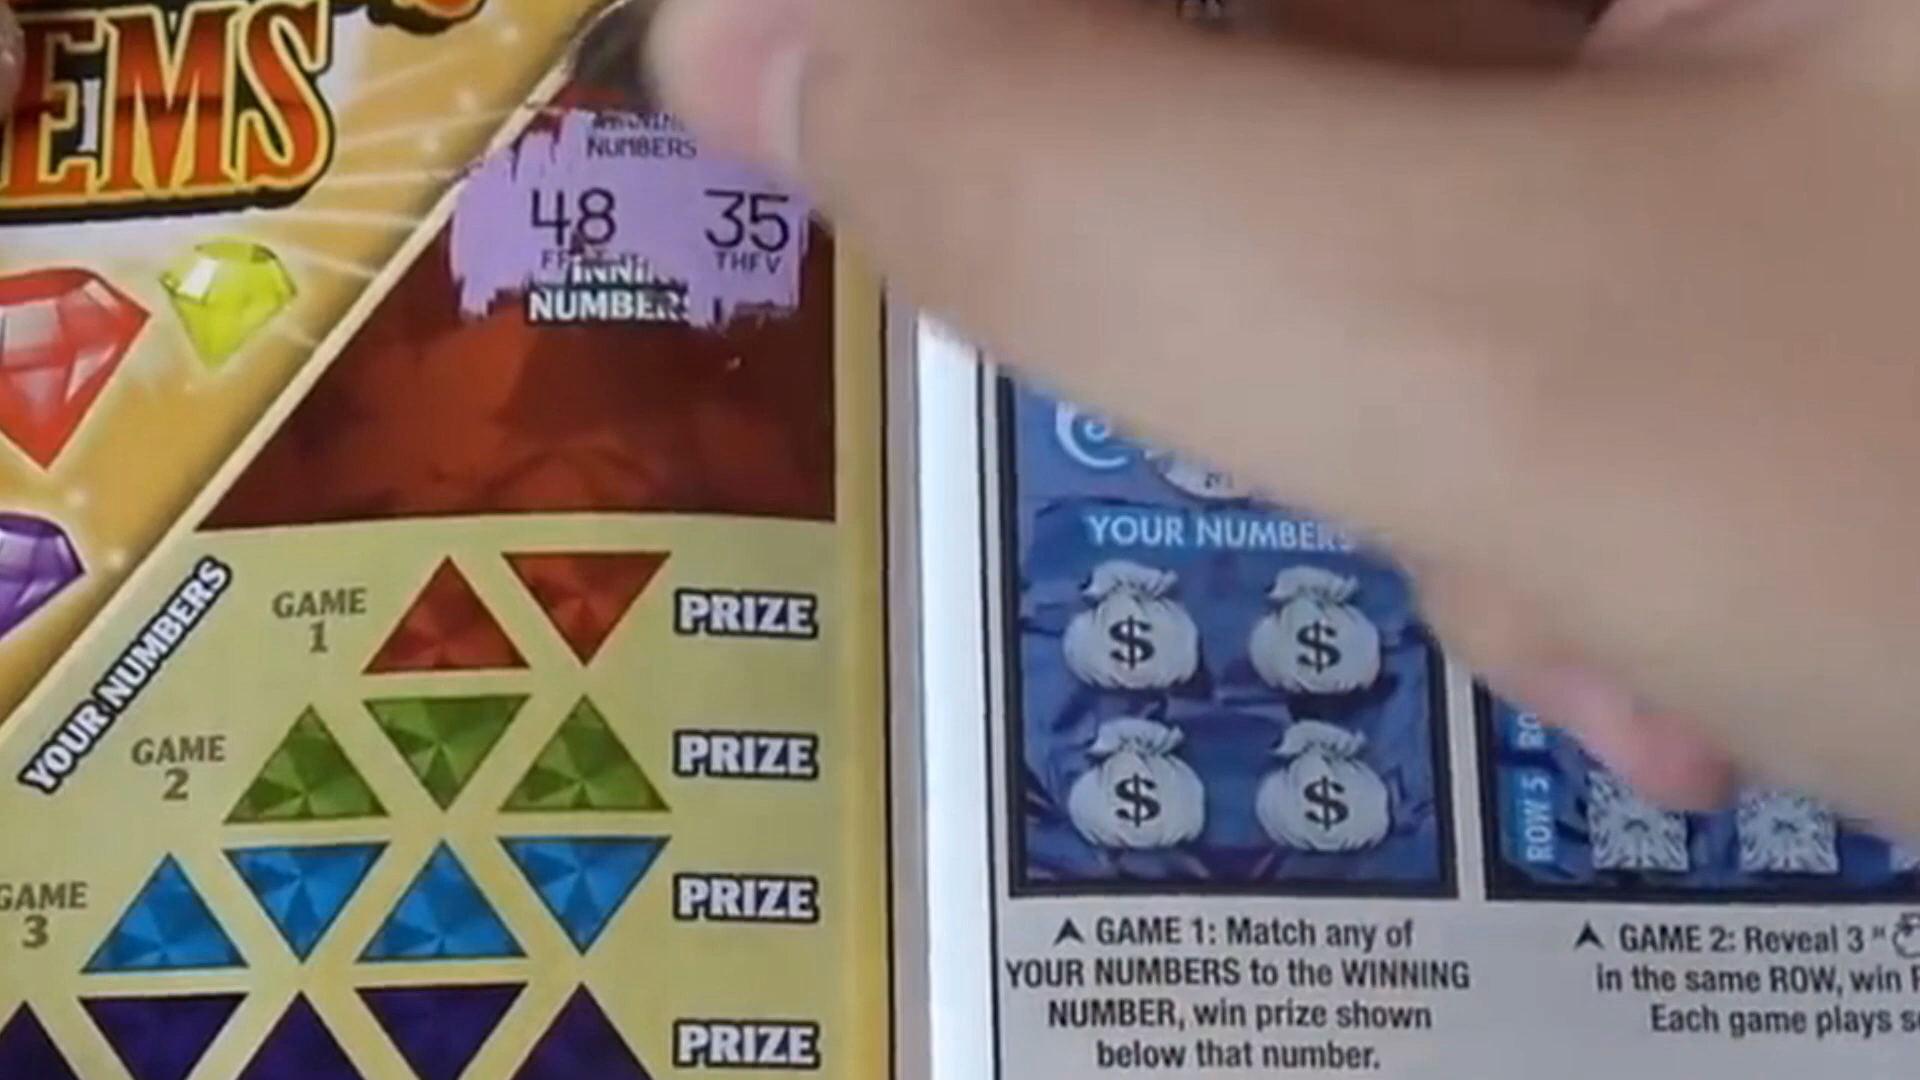 EMS
NUMBERS
48 35
THFV
NUMBERS
YOUR NUMBERS
GAME
1
PRIZE
GAME
2
PRIZE
GAME
3
PRIZE
PRIZE
YOUR NUMBERS
$ $
$ $
ROW 5
GAME 1: Match any of
YOUR NUMBERS to the WINNING
NUMBER, win prize shown
below that number.
GAME 2: Reveal 3 "
in the same ROW, win
Each game plays